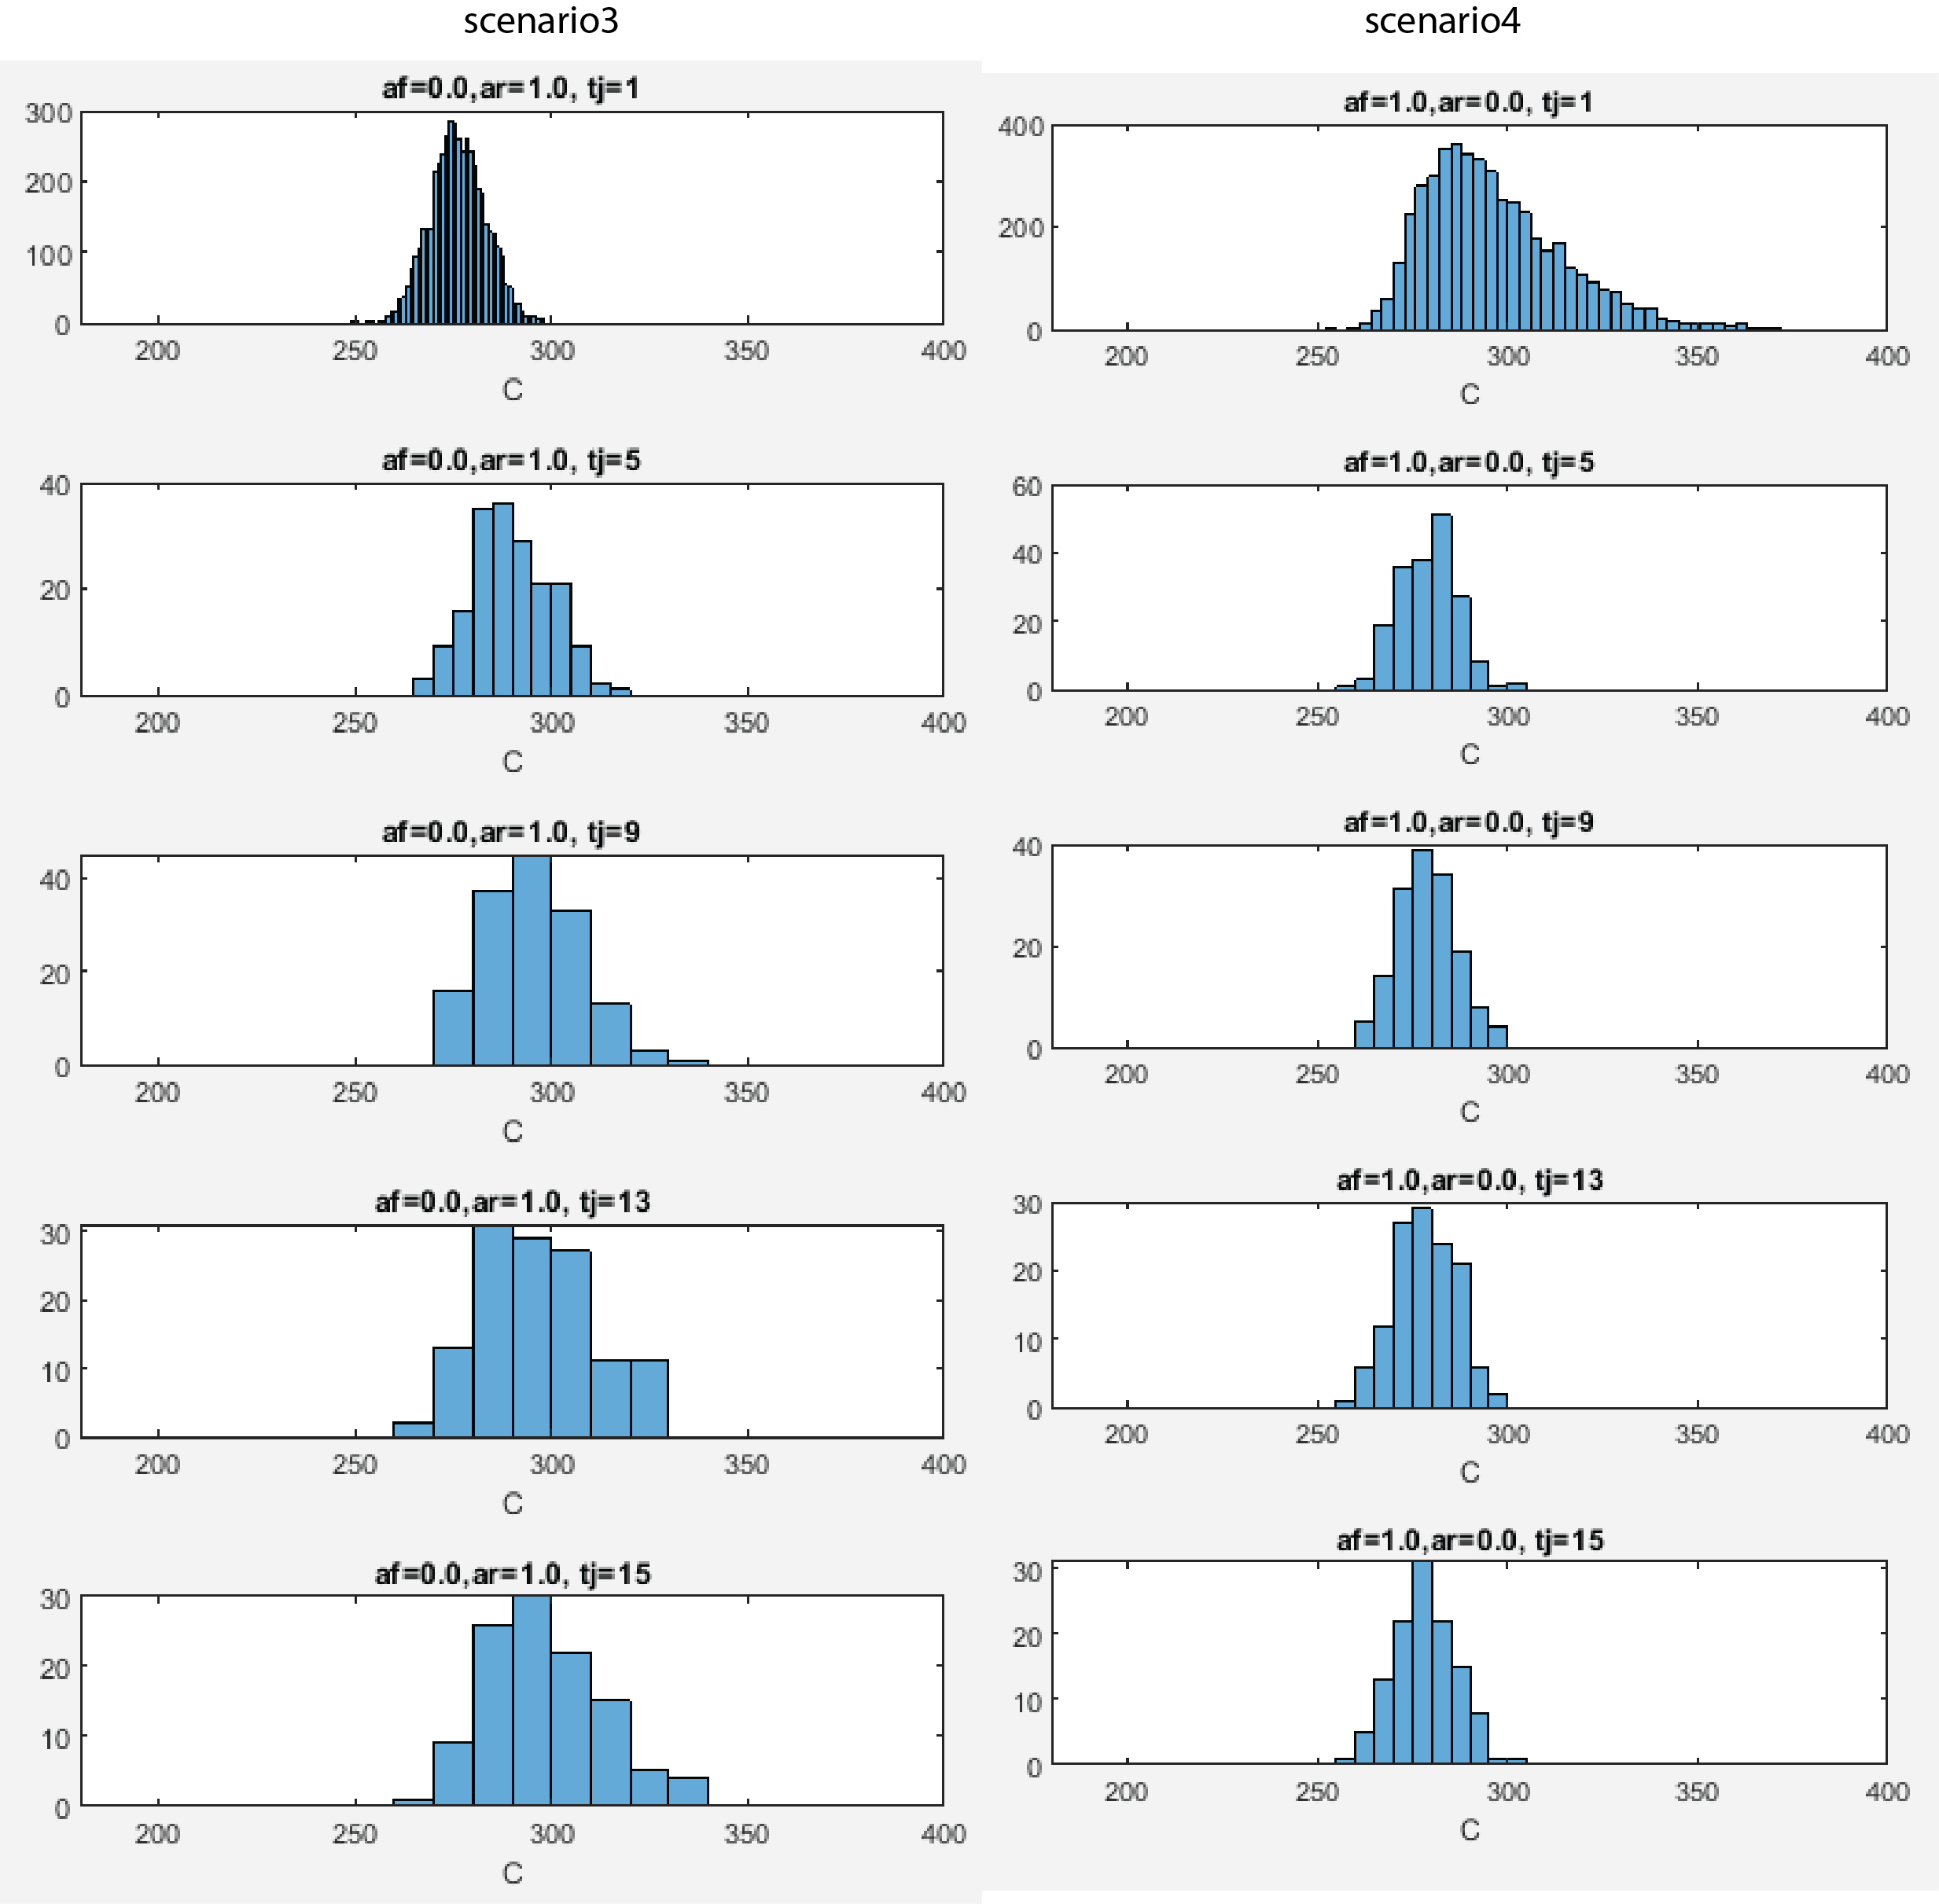 scenario3
af=0.0,ar=1.0, tj=1
300
200
100
0
200 250 300 350 400
C
af=0.0,ar=1.0, tj=5
40
20
0
200 250 300 350 400
C
af=0.0,ar=1.0, tj=9
40
20
0
200 250 300 350 400
C
af=0.0,ar=1.0, tj=13
30
20
10
0
200 250 300 350 400
C
af=0.0,ar=1.0, tj=15
30
20
10
0
200 250 300 350 400
C
scenario4
af=1.0,ar=0.0, tj=1
400
200
0
200 250 300 350 400
C
af=1.0,ar=0.0, tj=5
60
40
20
0
200 250 300 350 400
C
af=1.0,ar=0.0, tj=9
40
20
0
200 250 300 350 400
C
af=1.0,ar=0.0, tj=13
30
20
10
0
200 250 300 350 400
C
af=1.0,ar=0.0, tj=15
30
20
10
0
200 250 300 350 400
C